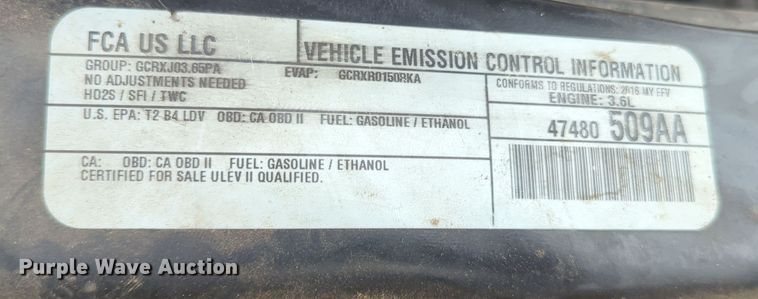 FCA US LLC
VEHICLE EMISSION CONTROL INFORMATION
GROUP: GCRXJ03.65PA EVAP: GCRXR0150RKA
NO ADJUSTMENTS NEEDED
HO2S / SFI / TWC
CONFORMS TO REGULATIONS: 2016 MY FFV
ENGINE: 3.6L
U.S. EPA: T2 B4 LDV OBD: CA OBD II FUEL: GASOLINE / ETHANOL
47480 509AA
CA: OBD: CA OBD II FUEL: GASOLINE / ETHANOL
CERTIFIED FOR SALE ULEV II QUALIFIED.
Purple Wave Auction